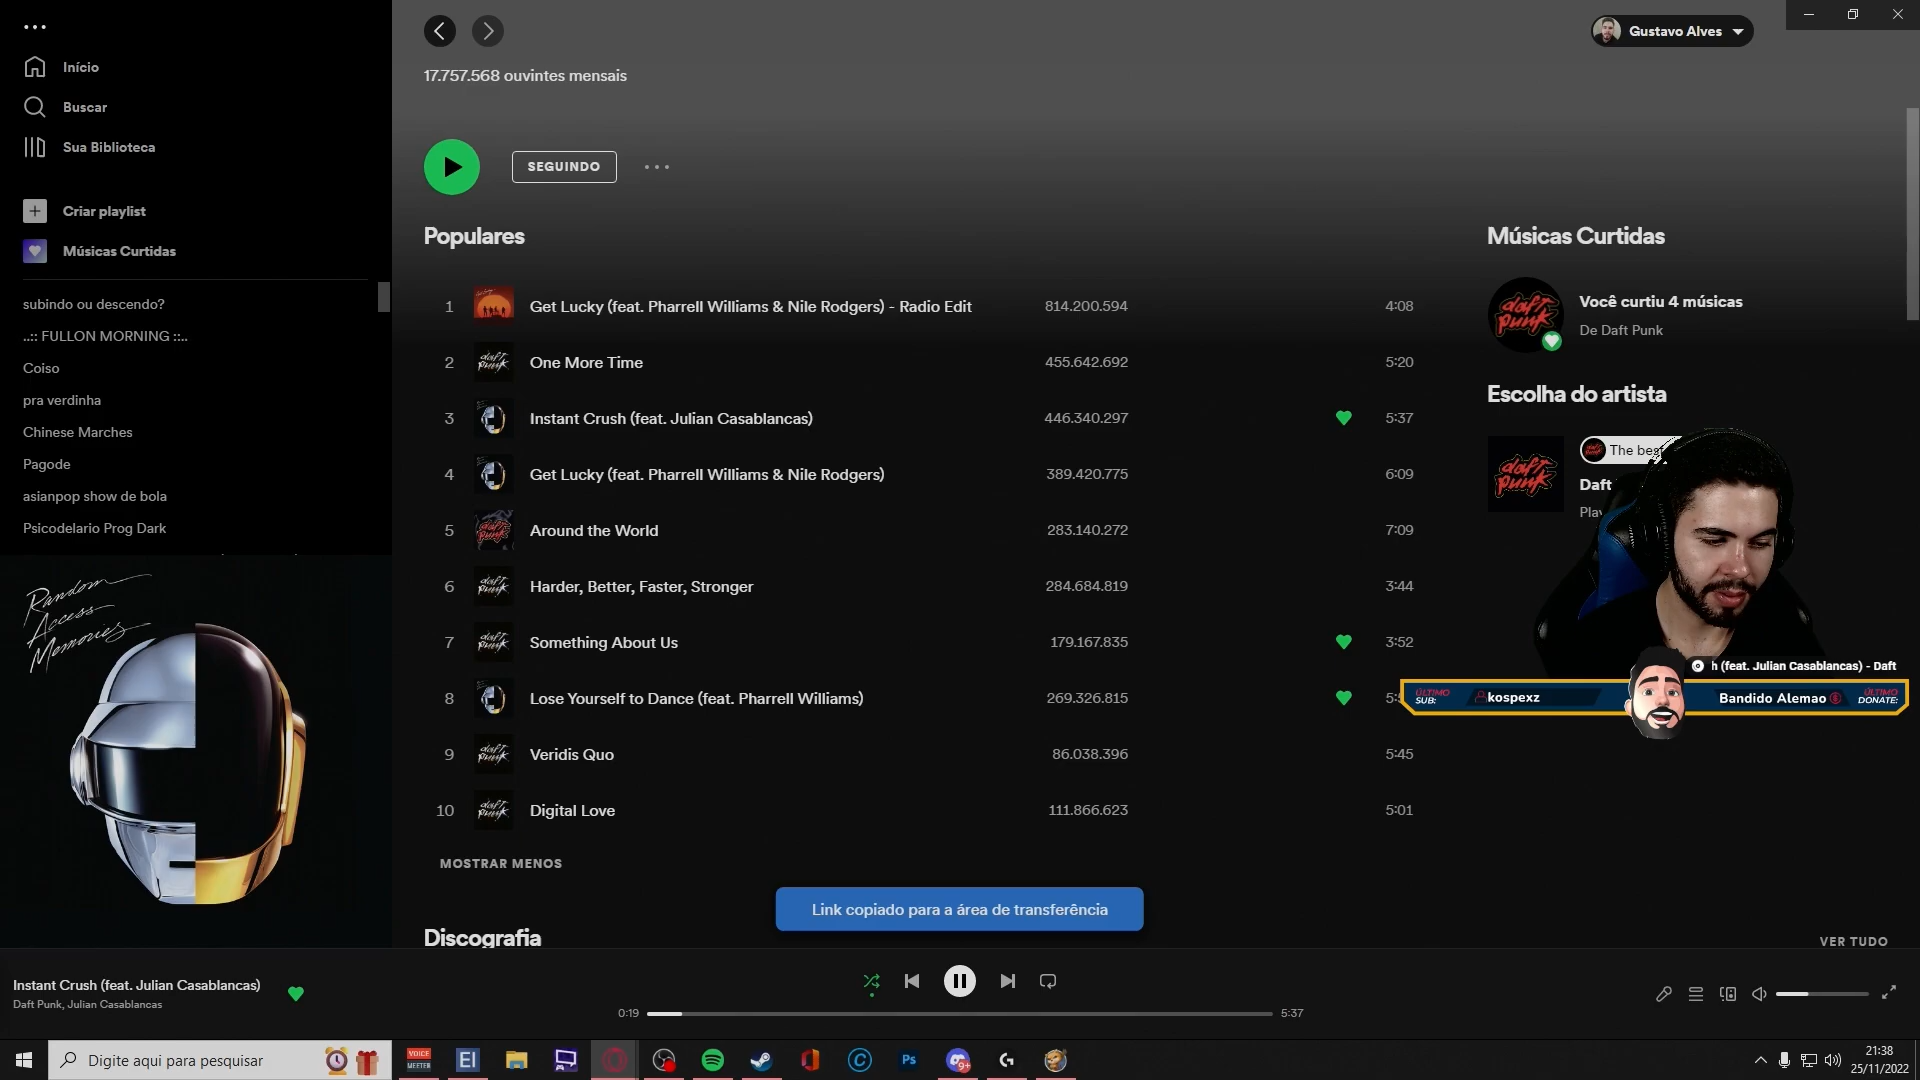 Início
Buscar
Sua Biblioteca
Criar playlist
Músicas Curtidas
subindo ou descendo?
..:: FULLON MORNING ::..
Coiso
pra verdinha
Chinese Marches
Pagode
asianpop show de bola
Psicodelario Prog Dark
Random
Access
Memories
Instant Crush (feat. Julian Casablancas)
Daft Punk, Julian Casablancas
Gustavo Alves
17.757.568 ouvintes mensais
SEGUINDO
Populares
1 Get Lucky (feat. Pharrell Williams & Nile Rodgers) - Radio Edit 814.200.594 4:08
2 One More Time 455.642.692 5:20
3 Instant Crush (feat. Julian Casablancas) 446.340.297 5:37
4 Get Lucky (feat. Pharrell Williams & Nile Rodgers) 389.420.775 6:09
5 Around the World 283.140.272 7:09
6 Harder, Better, Faster, Stronger 284.684.819 3:44
7 Something About Us 179.167.835 3:52
8 Lose Yourself to Dance (feat. Pharrell Williams) 269.326.815
9 Veridis Quo 86.038.396 5:45
10 Digital Love 111.866.623 5:01
MOSTRAR MENOS
Músicas Curtidas
daft punk
Você curtiu 4 músicas
De Daft Punk
Escolha do artista
daft punk
The best
Daft
h (feat. Julian Casablancas) - Daft
ÚLTIMO SUB: kospexz
Bandido Alemao ÚLTIMO DONATE:
Link copiado para a área de transferência
Discografia
VER TUDO
0:19 5:37
Digite aqui para pesquisar
VOICE
MEETER
EI
Ps
9+
21:38
25/11/2022